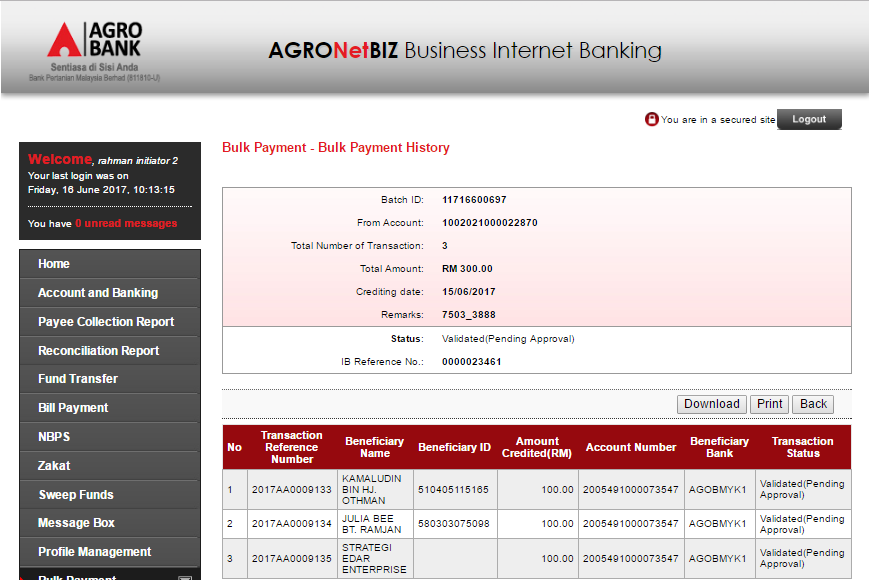 AGRO
BANK
Sentiasa di Sisi Anda
Bank Pertanian Malaysia Berhad (811810-U)
AGRONetBIZ Business Internet Banking
You are in a secured site Logout
Welcome, rahman initiator 2
Your last login was on
Friday, 16 June 2017, 10:13:15
You have 0 unread messages
Home
Account and Banking
Payee Collection Report
Reconciliation Report
Fund Transfer
Bill Payment
NBPS
Zakat
Sweep Funds
Message Box
Profile Management
Bulk Payment
Bulk Payment - Bulk Payment History
Batch ID: 11716600697
From Account: 1002021000022870
Total Number of Transaction: 3
Total Amount: RM 300.00
Crediting date: 15/06/2017
Remarks: 7503_3888
Status: Validated(Pending Approval)
IB Reference No.: 0000023461
Download Print Back
No Transaction Reference Number Beneficiary Name Beneficiary ID Amount Credited(RM) Account Number Beneficiary Bank Transaction Status
1 2017AA0009133 KAMALUDIN BIN HJ. OTHMAN 510405115165 100.00 2005491000073547 AGOBMYK1 Validated(Pending Approval)
2 2017AA0009134 JULIA BEE BT. RAMJAN 580303075098 100.00 2005491000073547 AGOBMYK1 Validated(Pending Approval)
3 2017AA0009135 STRATEGI EDAR ENTERPRISE 100.00 2005491000073547 AGOBMYK1 Validated(Pending Approval)